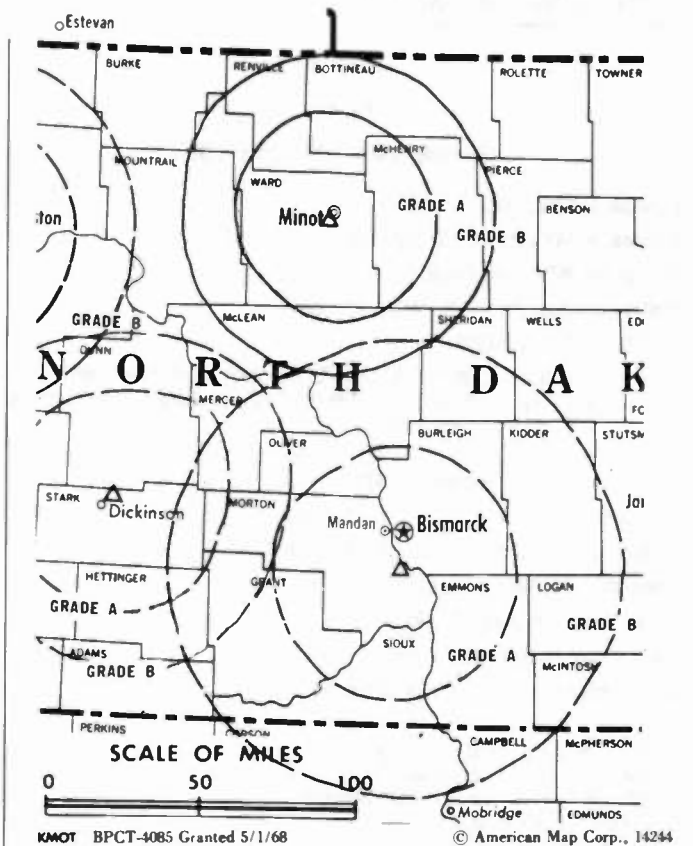 Estevan
BURKE
RENVILLE
BOTTINEAU
ROLETTE
TOWNER
MOUNTRAIL
McHENRY
PIERCE
WARD
BENSON
ston
Minot
GRADE A
GRADE B
McLEAN
SHERIDAN
WELLS
GRADE B
DUNN
NORTH DAK
MERCER
BURLEIGH
KIDDER
STUTSM
OLIVER
STARK
MORTON
Dickinson
Mandan
Bismarck
HETTINGER
GRANT
EMMONS
LOGAN
GRADE A
GRADE B
SIOUX
ADAMS
GRADE A
McINTOSH
GRADE B
PERKINS
CORSON
CAMPBELL
McPHERSON
SCALE OF MILES
0 50 100
Mobridge
EDMUNDS
KMOT BPCT-4085 Granted 5/1/68
© American Map Corp., 14244